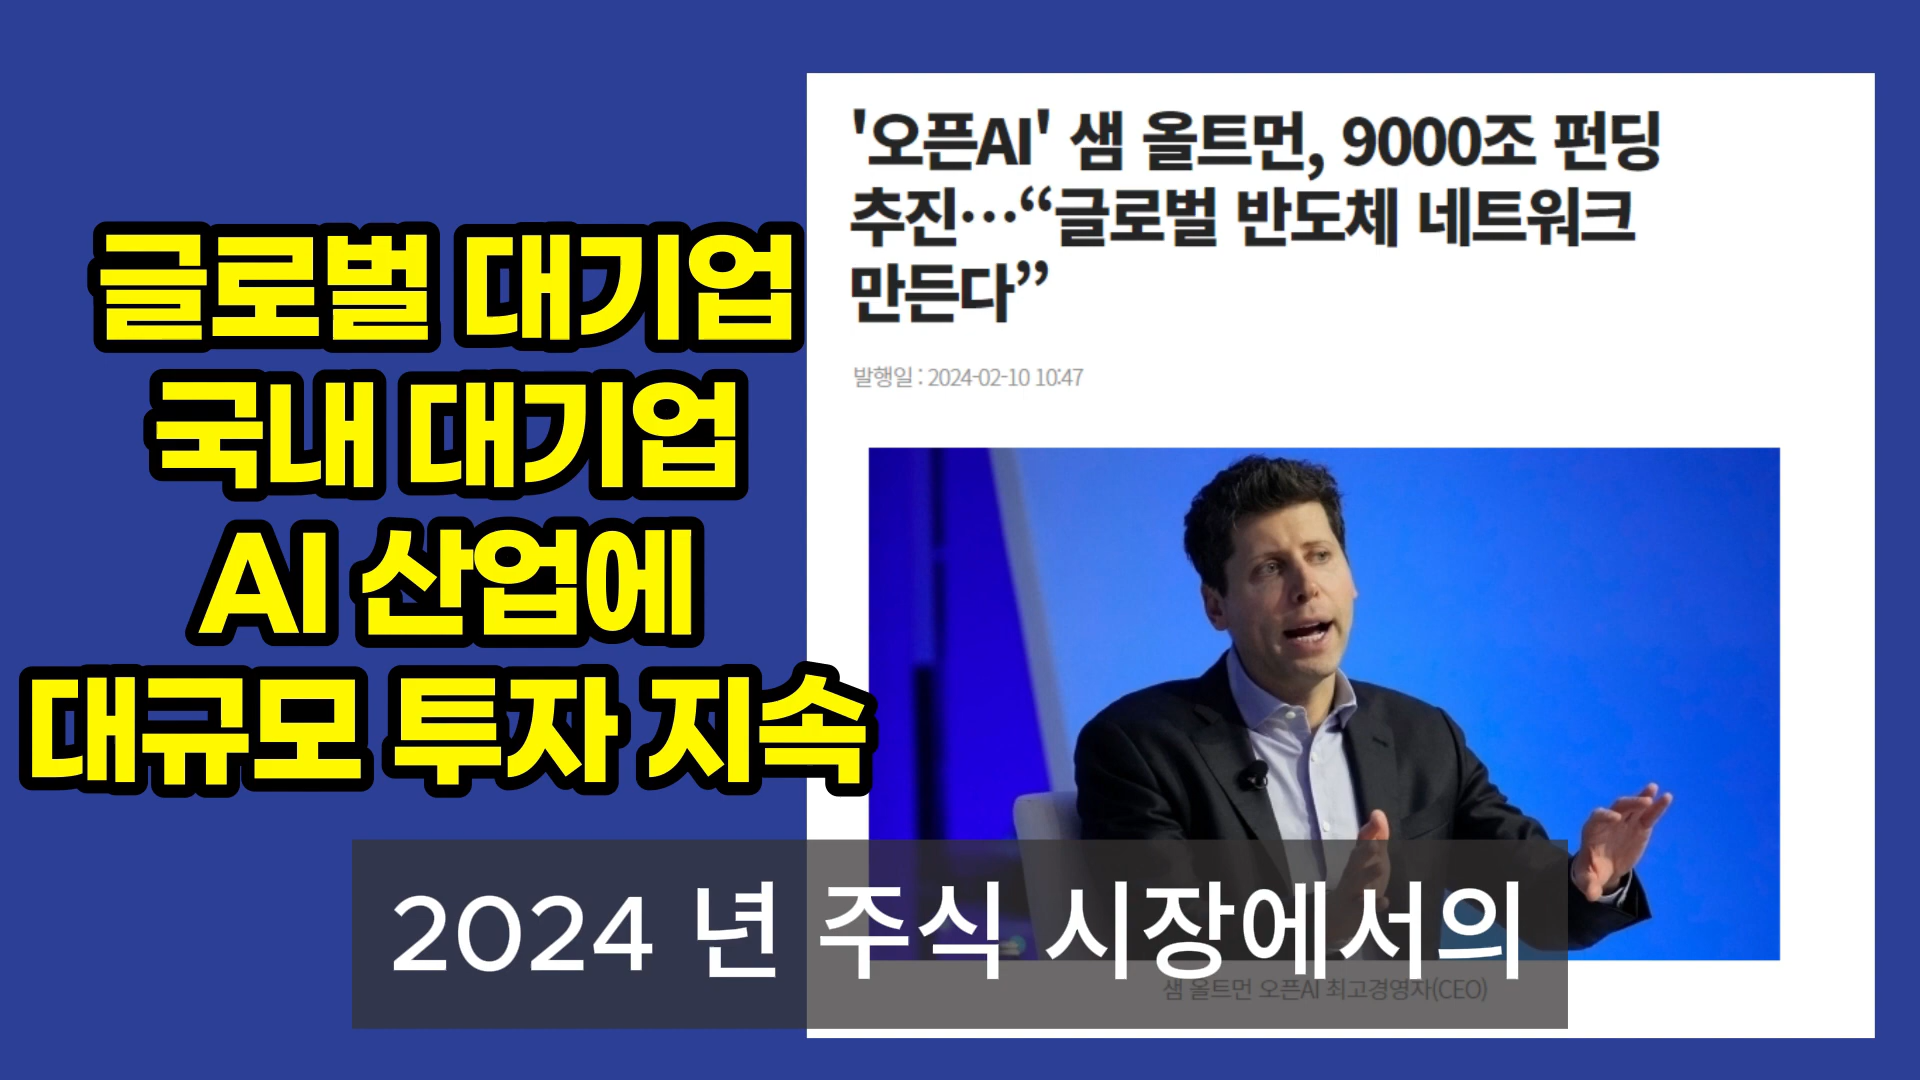 글로벌 대기업
국내 대기업
AI 산업에
대규모 투자 지속
'오픈AI' 샘 올트먼, 9000조 펀딩
추진…“글로벌 반도체 네트워크
만든다”
발행일 : 2024-02-10 10:47
샘 올트먼 오픈AI 최고경영자(CEO)
2024 년 주식 시장에서의